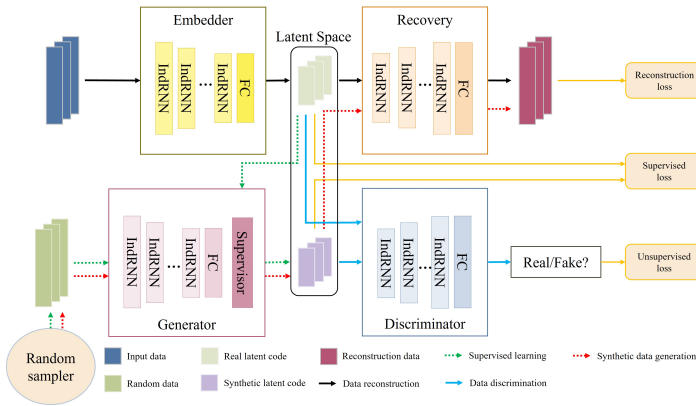 Embedder
Latent Space
Recovery
IndRNN
IndRNN
...
IndRNN
FC
IndRNN
IndRNN
...
IndRNN
FC
Reconstruction
loss
Supervised
loss
IndRNN
IndRNN
...
IndRNN
FC
Supervisor
IndRNN
IndRNN
...
IndRNN
FC
Real/Fake?
Unsupervised
loss
Generator
Discriminator
Random
sampler
Input data
Real latent code
Reconstruction data
Supervised learning
Synthetic data generation
Random data
Synthetic latent code
Data reconstruction
Data discrimination